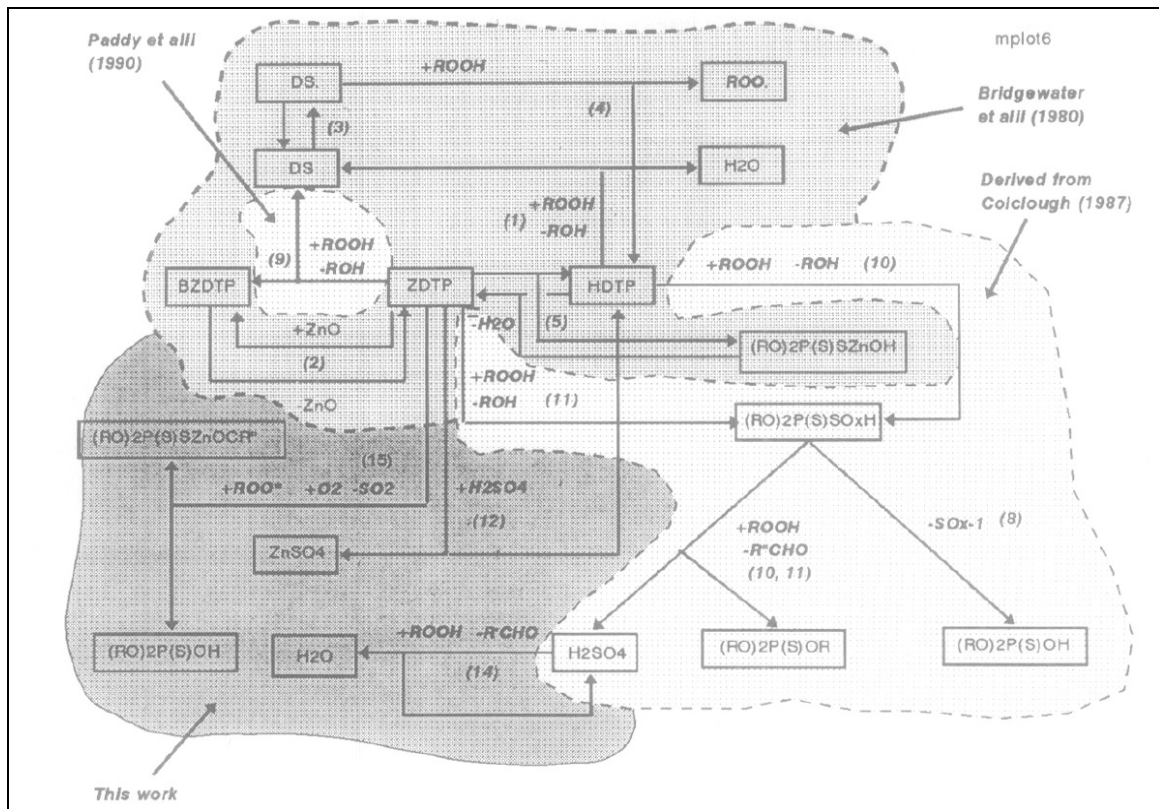 Paddy et alli
(1990)
mplot6
+ROOH
DS.
ROO.
(4)
Bridgewater
et alii (1980)
(3)
DS
H2O
Derived from
Colclough (1987)
(1)
+ROOH
-ROH
+ROOH
-ROH
(9)
+ROOH -ROH (10)
BZDTP
ZDTP
HDTP
-H2O
(5)
+ZnO
(2)
(RO)2P(S)SZnOH
+ROOH
-ROH
(11)
-ZnO
(RO)2P(S)SOxH
(RO)2P(S)SZnOCR"
(15)
+ROO" +O2 -SO2
+H2SO4
-(12)
+ROOH
-R"CHO
(10, 11)
-SOx-1
(8)
ZnSO4
+ROOH -R'CHO
(RO)2P(S)OH
H2O
(14)
H2SO4
(RO)2P(S)OR
(RO)2P(S)OH
This work